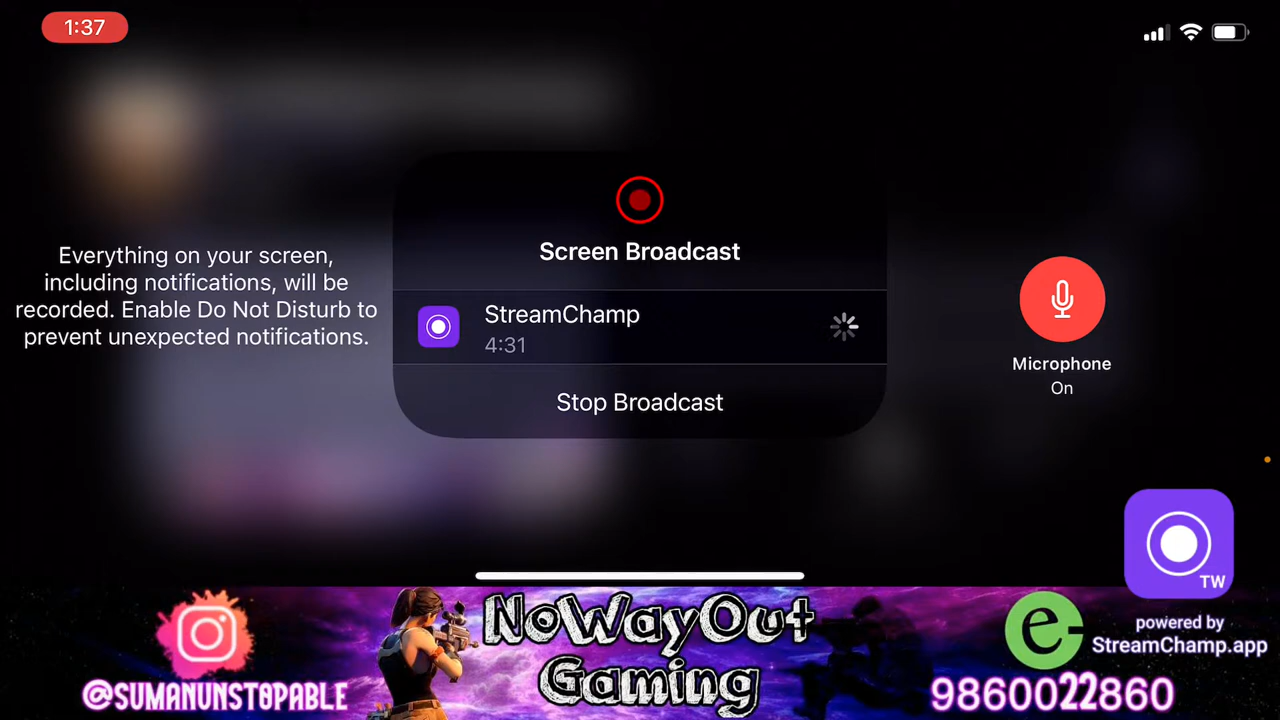 1:37
Everything on your screen,
including notifications, will be
recorded. Enable Do Not Disturb to
prevent unexpected notifications.
Screen Broadcast
StreamChamp
4:31
Stop Broadcast
Microphone
On
TW
powered by
StreamChamp.app
@SUMANUNSTOPABLE
NoWayOut
Gaming
e
9860022860